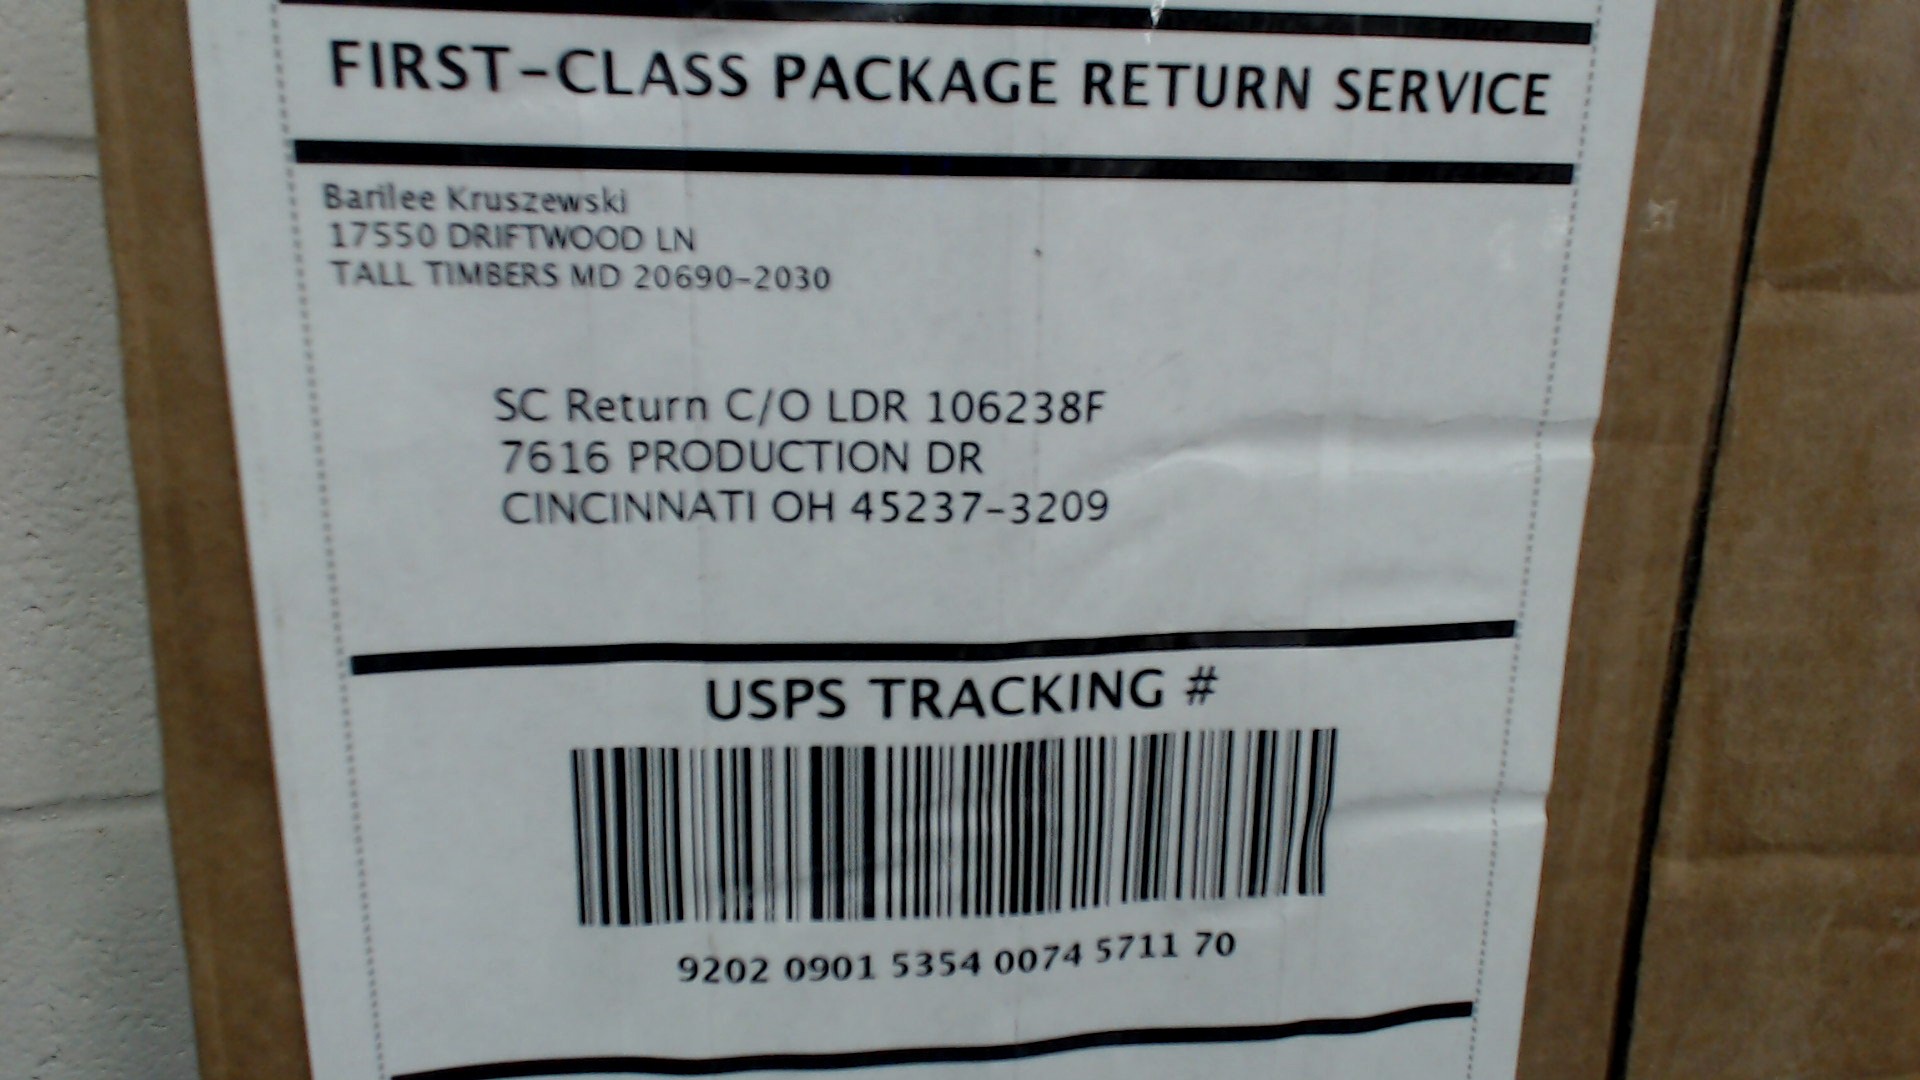 FIRST-CLASS PACKAGE RETURN SERVICE
Barilee Kruszewski
17550 DRIFTWOOD LN
TALL TIMBERS MD 20690-2030
SC Return C/O LDR 106238F
7616 PRODUCTION DR
CINCINNATI OH 45237-3209
USPS TRACKING #
9202 0901 5354 0074 5711 70